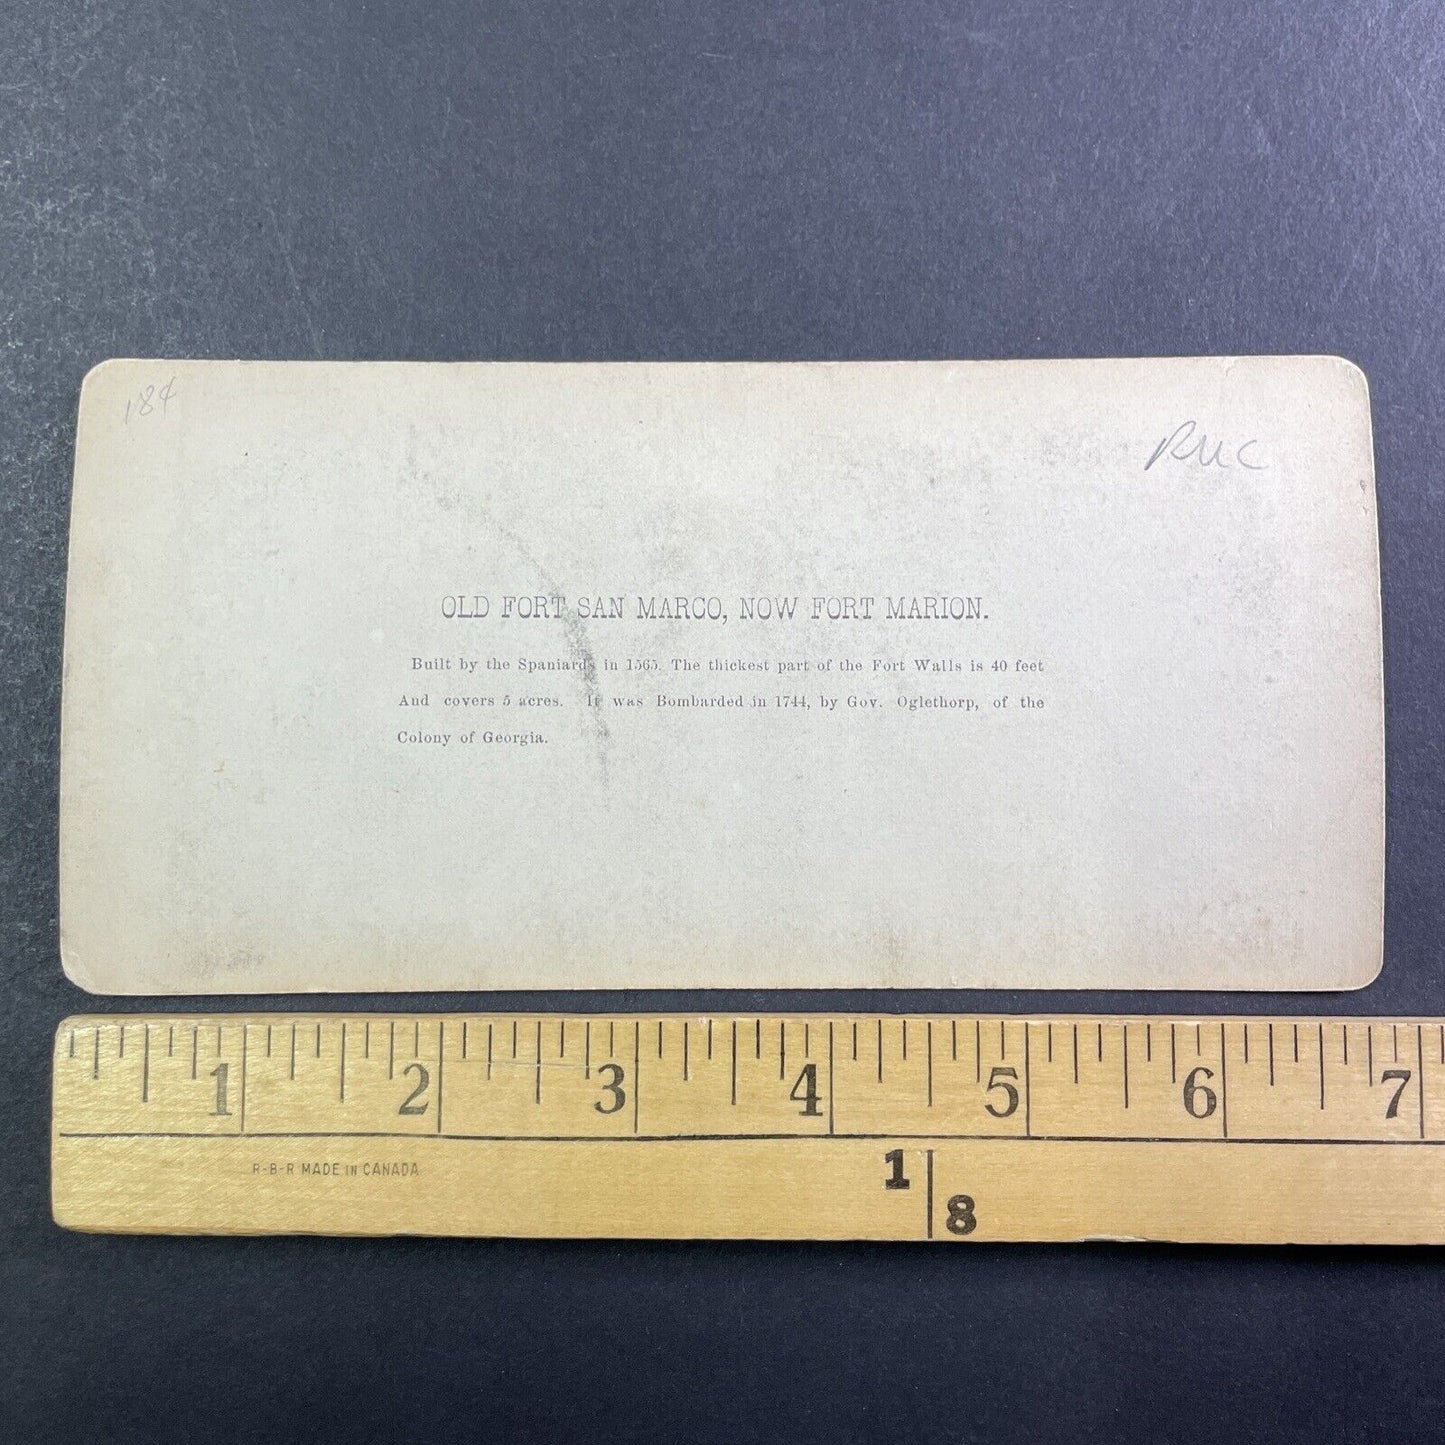 18¢
RMC
OLD FORT SAN MARCO, NOW FORT MARION.
Built by the Spaniards in 1565. The thickest part of the Fort Walls is 40 feet
And covers 5 acres. It was Bombarded in 1744, by Gov. Oglethorp, of the
Colony of Georgia.
1 2 3 4 5 6 7
R-B-R MADE IN CANADA
1
8